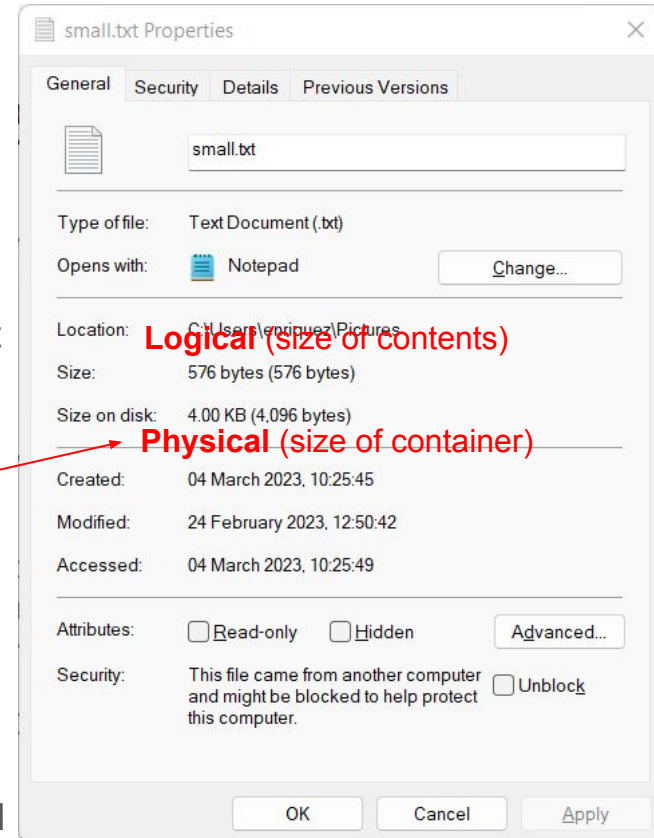 small.txt Properties
General Security Details Previous Versions
small.txt
Type of file: Text Document (.txt)
Opens with: Notepad Change...
Location: C:\Users\enriquez\Pictures
Logical (size of contents)
Size: 576 bytes (576 bytes)
Size on disk: 4.00 KB (4,096 bytes)
Physical (size of container)
Created: 04 March 2023, 10:25:45
Modified: 24 February 2023, 12:50:42
Accessed: 04 March 2023, 10:25:49
Attributes: Read-only Hidden Advanced...
Security: This file came from another computer
and might be blocked to help protect Unblock
this computer.
OK Cancel Apply